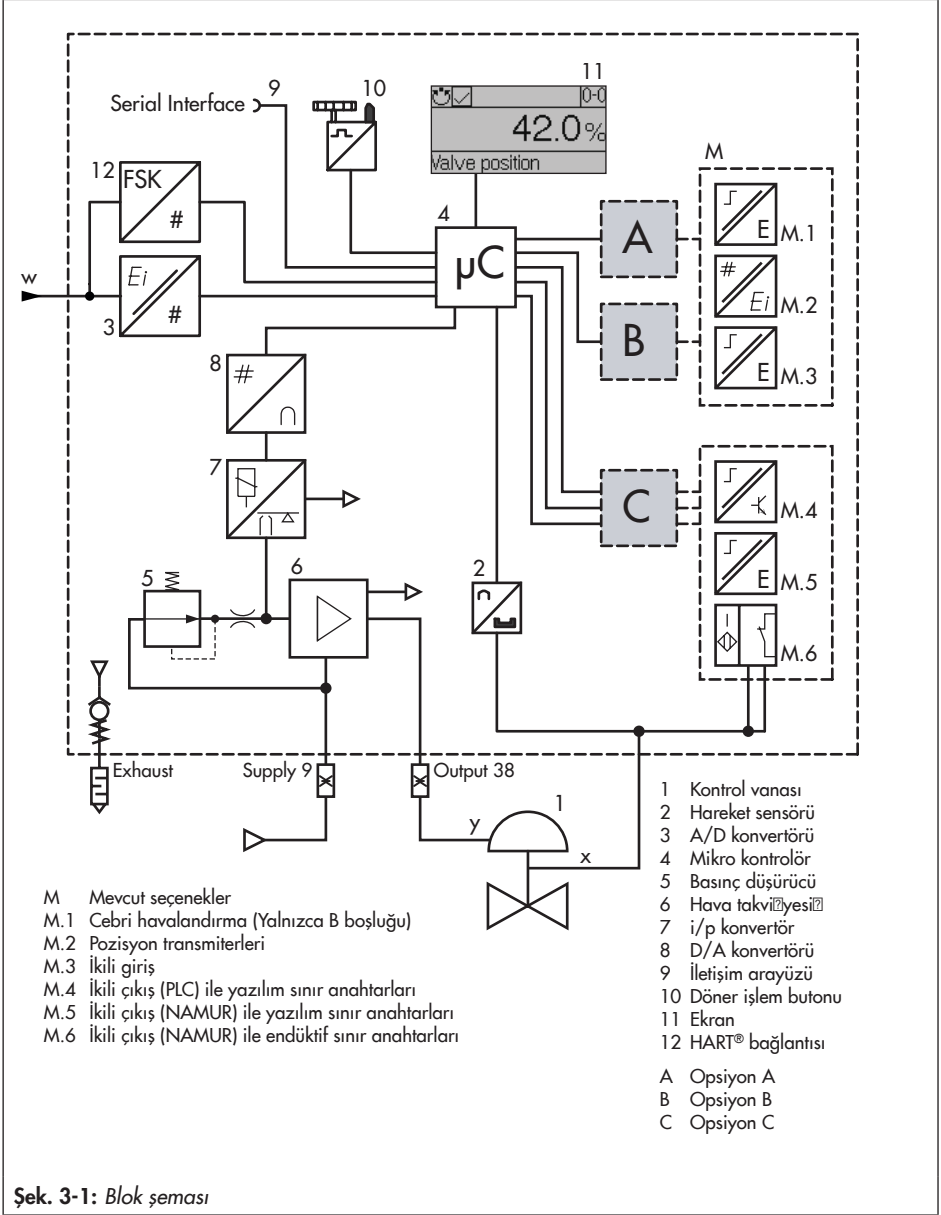 9
10
11
Serial Interface
0-0
42.0%
Valve position
M
12
FSK
#
4
µC
A
E
M.1
w
Ei
#
3
#
Ei
M.2
B
8
#
E
M.3
7
C
M.4
5
6
2
E
M.5
M.6
Exhaust
Supply 9
Output 38
1
y
x
1 Kontrol vanası
2 Hareket sensörü
3 A/D konvertörü
4 Mikro kontrolör
5 Basınç düşürücü
6 Hava takvi�yesi�
7 i/p konvertör
8 D/A konvertörü
9 İletişim arayüzü
10 Döner işlem butonu
11 Ekran
12 HART® bağlantısı
A Opsiyon A
B Opsiyon B
C Opsiyon C
M Mevcut seçenekler
M.1 Cebri havalandırma (Yalnızca B boşluğu)
M.2 Pozisyon transmiterleri
M.3 İkili giriş
M.4 İkili çıkış (PLC) ile yazılım sınır anahtarları
M.5 İkili çıkış (NAMUR) ile yazılım sınır anahtarları
M.6 İkili çıkış (NAMUR) ile endüktif sınır anahtarları
Şek. 3-1: Blok şeması